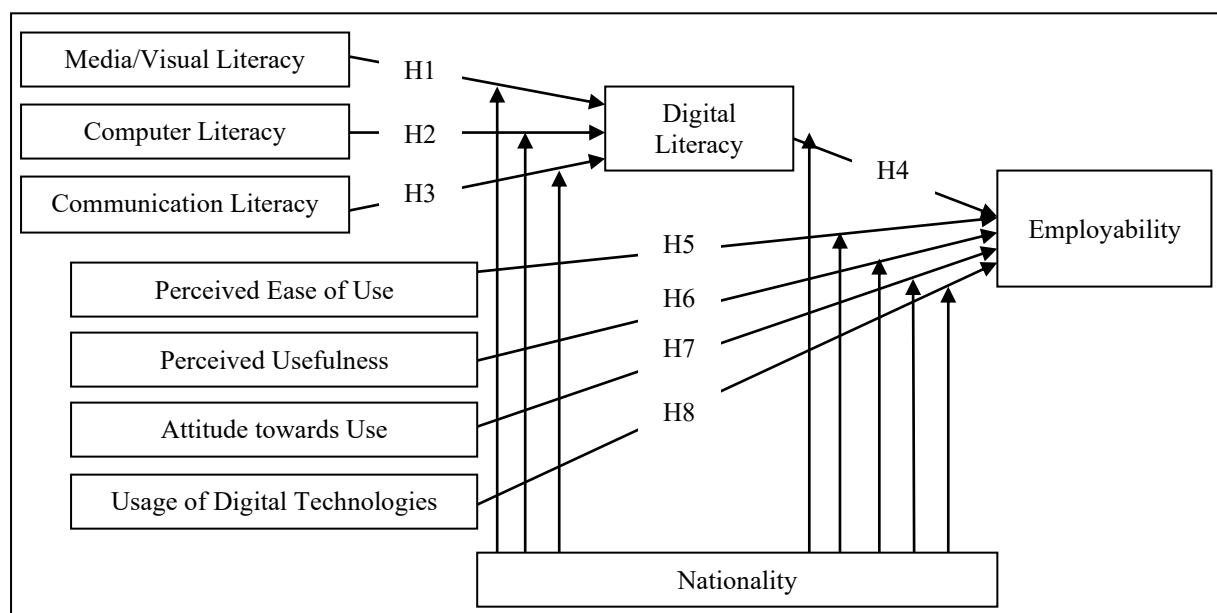 Media/Visual Literacy
H1
Computer Literacy
H2
Communication Literacy
H3
Digital
Literacy
H4
Employability
Perceived Ease of Use
H5
Perceived Usefulness
H6
Attitude towards Use
H7
Usage of Digital Technologies
H8
Nationality